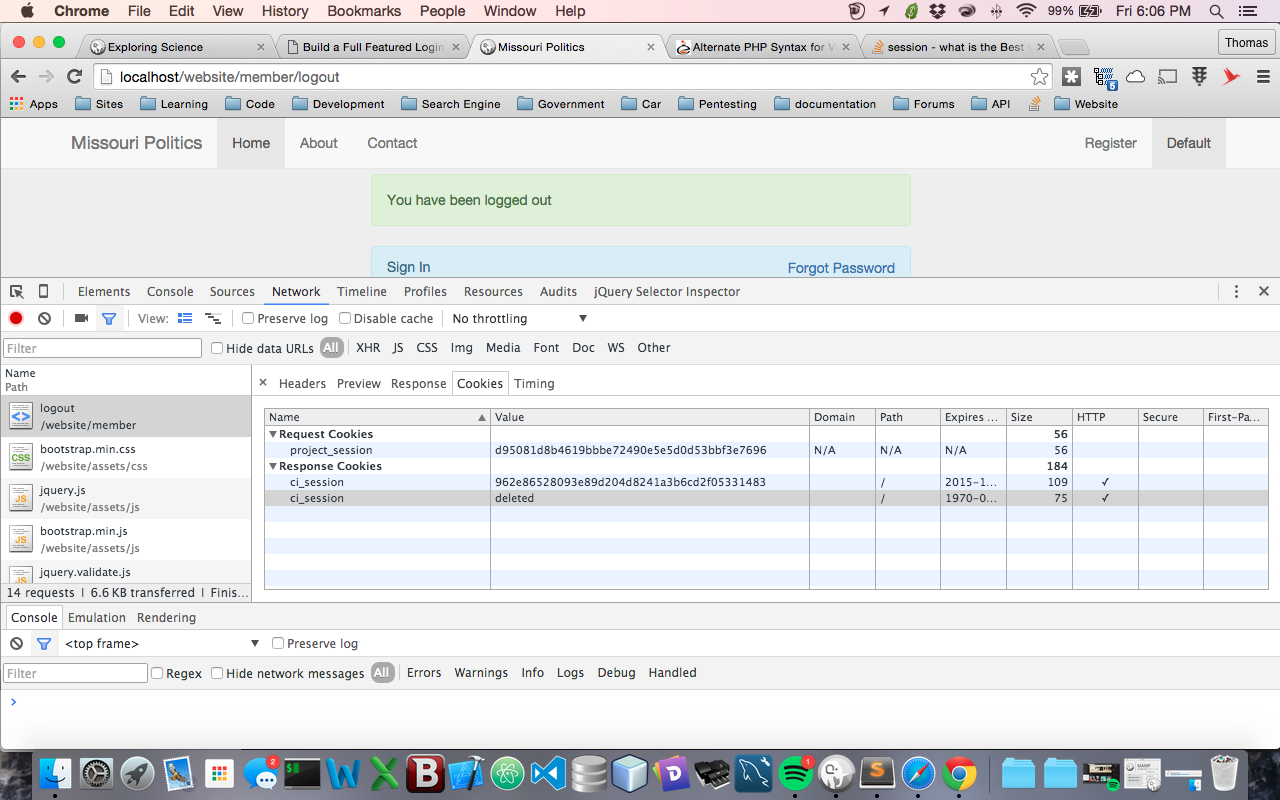 Chrome File Edit View History Bookmarks People Window Help 99% Fri 6:06 PM
Exploring Science Build a Full Featured Login Missouri Politics Alternate PHP Syntax for V session - what is the Best Thomas
localhost/website/member/logout 5
Apps Sites Learning Code Development Search Engine Government Car Pentesting documentation Forums API Website
Missouri Politics Home About Contact Register Default
You have been logged out
Sign In Forgot Password
Elements Console Sources Network Timeline Profiles Resources Audits jQuery Selector Inspector
View: Preserve log Disable cache No throttling
Filter Hide data URLs All XHR JS CSS Img Media Font Doc WS Other
Name
Path
Headers Preview Response Cookies Timing
logout
/website/member
bootstrap.min.css
/website/assets/css
jquery.js
/website/assets/js
bootstrap.min.js
/website/assets/js
jquery.validate.js
14 requests | 6.6 KB transferred | Finis...
Name Value Domain Path Expires ... Size HTTP Secure First-Pa...
Request Cookies 56
project_session d95081d8b4619bbbe72490e5e5d0d53bbf3e7696 N/A N/A N/A 56
Response Cookies 184
ci_session 962e86528093e89d204d8241a3b6cd2f05331483 / 2015-1... 109 ✓
ci_session deleted / 1970-0... 75 ✓
Console Emulation Rendering
<top frame> Preserve log
Filter Regex Hide network messages All Errors Warnings Info Logs Debug Handled
2 1